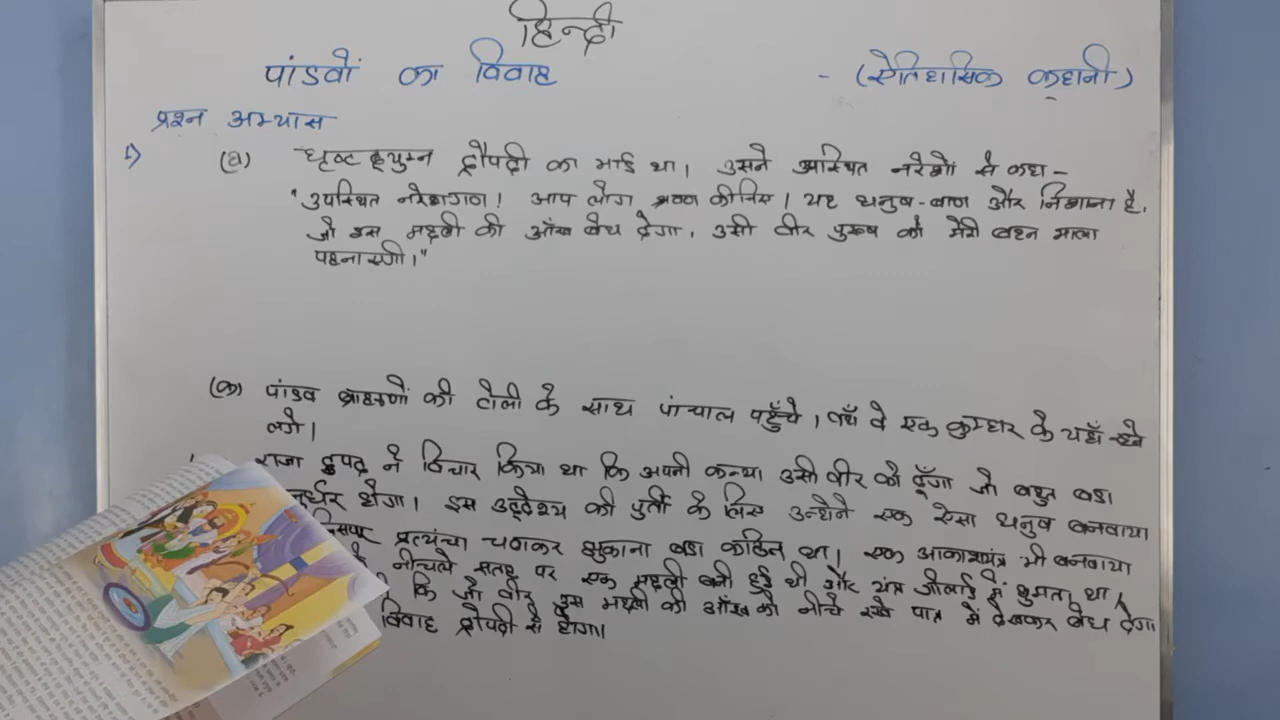 हिन्दी
पांडवों का विवाह - (ऐतिहासिक कहानी)
प्रश्न अभ्यास
1) (घ) धृष्टद्युम्न द्रौपदी का भाई था। उसने उपस्थित नरेशों से कहा -
"उपस्थित नरेशगण! आप लोग श्रवण कीजिए। यह धनुष-बाण और निशाना है,
जो इस मछली की आँख बेध देगा, उसी वीर पुरुष को मेरी बहन माला
पहनाएगी।"
(क) पांडव ब्राह्मणों की टोली के साथ पांचाल पहुँचे। वहाँ वे एक कुम्हार के यहाँ रहने
लगे।
राजा द्रुपद ने विचार किया था कि अपनी कन्या उसी वीर को दूँगा जो बहुत बडा
नुर्धर होगा। इस उद्देश्य की पुर्ती के लिए उन्होंने एक ऐसा धनुष बनवाया
जिसपर प्रत्यंचा चढाकर झुकाना बडा कठिन था। एक आकाशयंत्र भी बनवाया
नीचले सतह पर एक मछली बनी हुई थी और यंत्र गोलाई में घुमता था,
कि जो वीर इस मछली की आँख को नीचे रखे पात्र में देखकर बेध देगा
विवाह द्रौपदी से होगा।